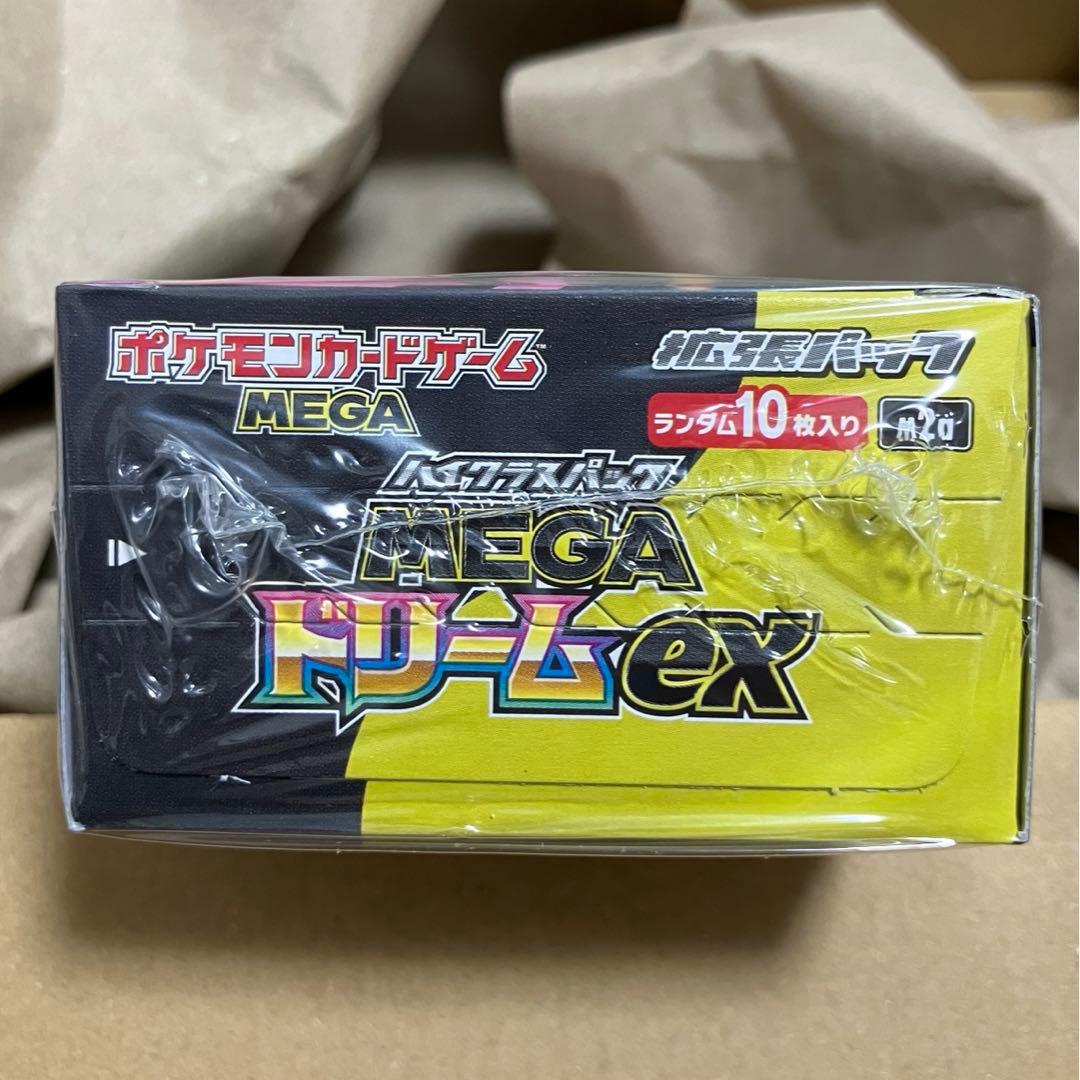 ポケモンカードゲーム™
MEGA
拡張パック
ランダム10枚入り
m2a
ハイクラスパック
MEGA
ドリームex